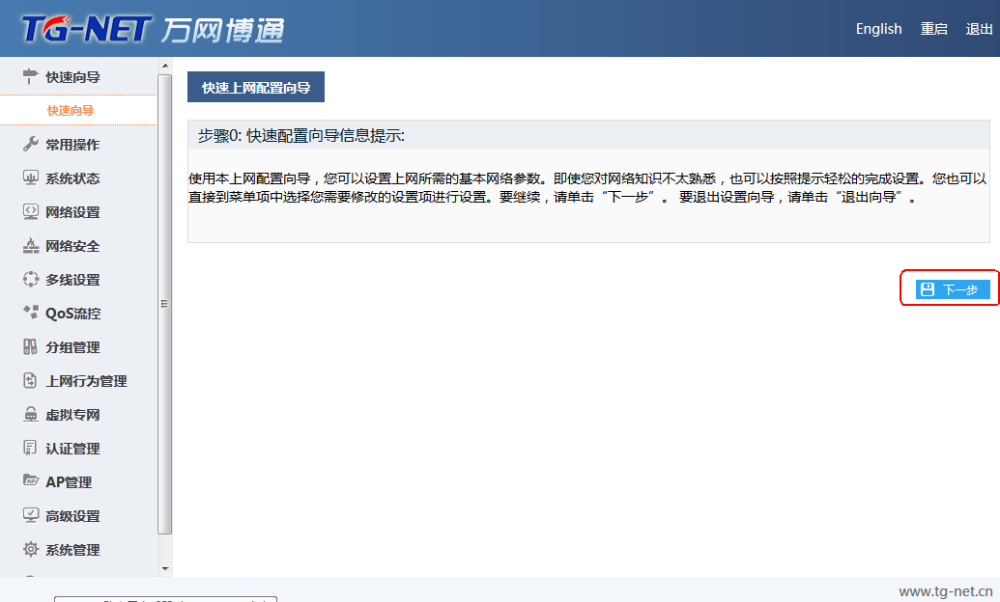 TG-NET 万网博通
English 重启 退出
快速向导
快速向导
常用操作
系统状态
网络设置
网络安全
多线设置
QoS流控
分组管理
上网行为管理
虚拟专网
认证管理
AP管理
高级设置
系统管理
快速上网配置向导
步骤0: 快速配置向导信息提示:
使用本上网配置向导，您可以设置上网所需的基本网络参数。即使您对网络知识不太熟悉，也可以按照提示轻松的完成设置。您也可以
直接到菜单项中选择您需要修改的设置项进行设置。要继续，请单击“下一步”。 要退出设置向导，请单击“退出向导”。
下一步
www.tg-net.cn